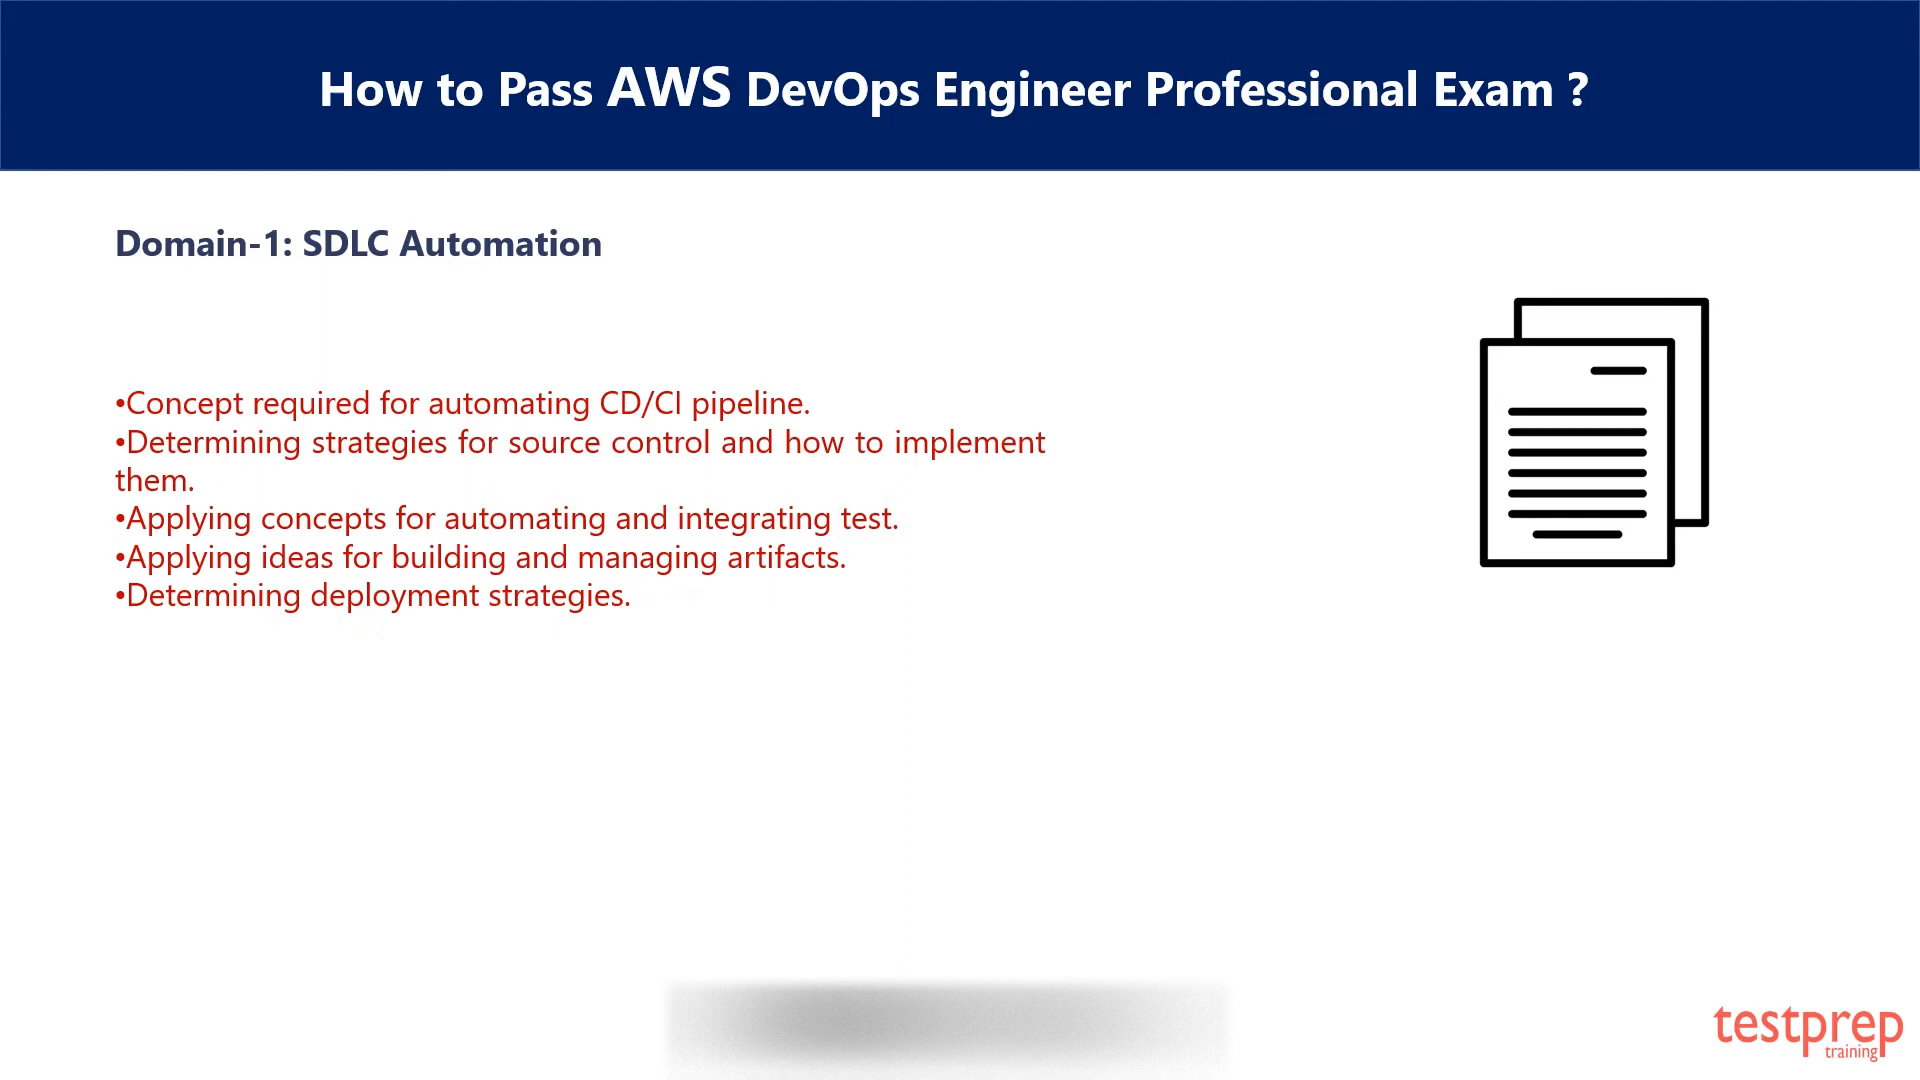 How to Pass AWS DevOps Engineer Professional Exam ?
Domain-1: SDLC Automation
•Concept required for automating CD/CI pipeline.
•Determining strategies for source control and how to implement
them.
•Applying concepts for automating and integrating test.
•Applying ideas for building and managing artifacts.
•Determining deployment strategies.
testprep
training